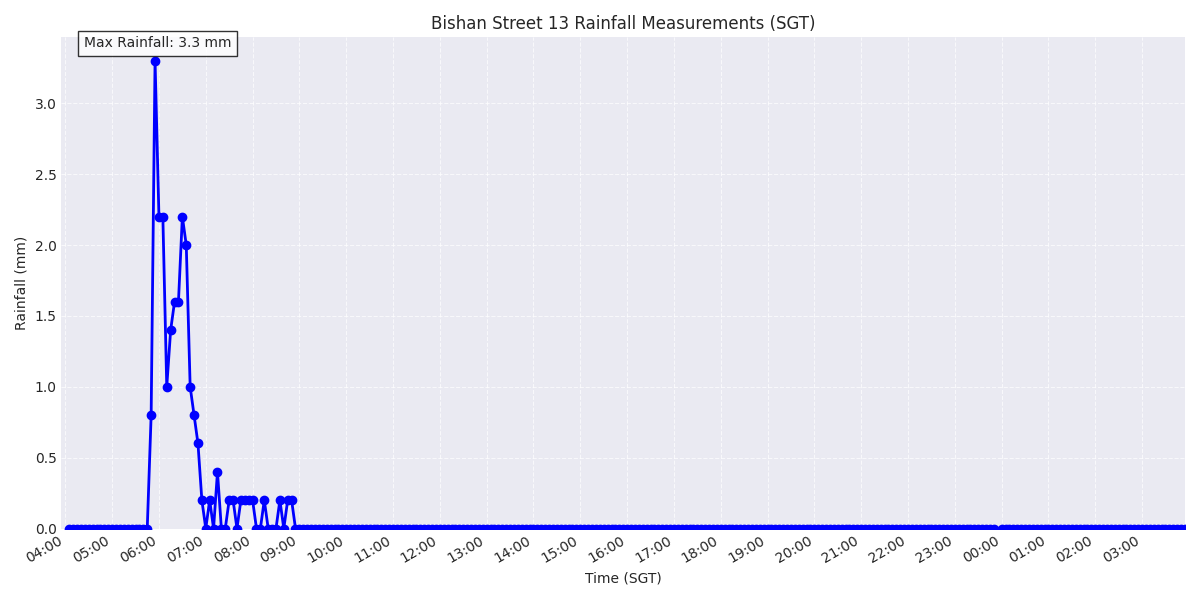 Bishan Street 13 Rainfall Measurements (SGT)
Max Rainfall: 3.3 mm
Rainfall (mm)
3.0
2.5
2.0
1.5
1.0
0.5
0.0
04:00 05:00 06:00 07:00 08:00 09:00 10:00 11:00 12:00 13:00 14:00 15:00 16:00 17:00 18:00 19:00 20:00 21:00 22:00 23:00 00:00 01:00 02:00 03:00
Time (SGT)